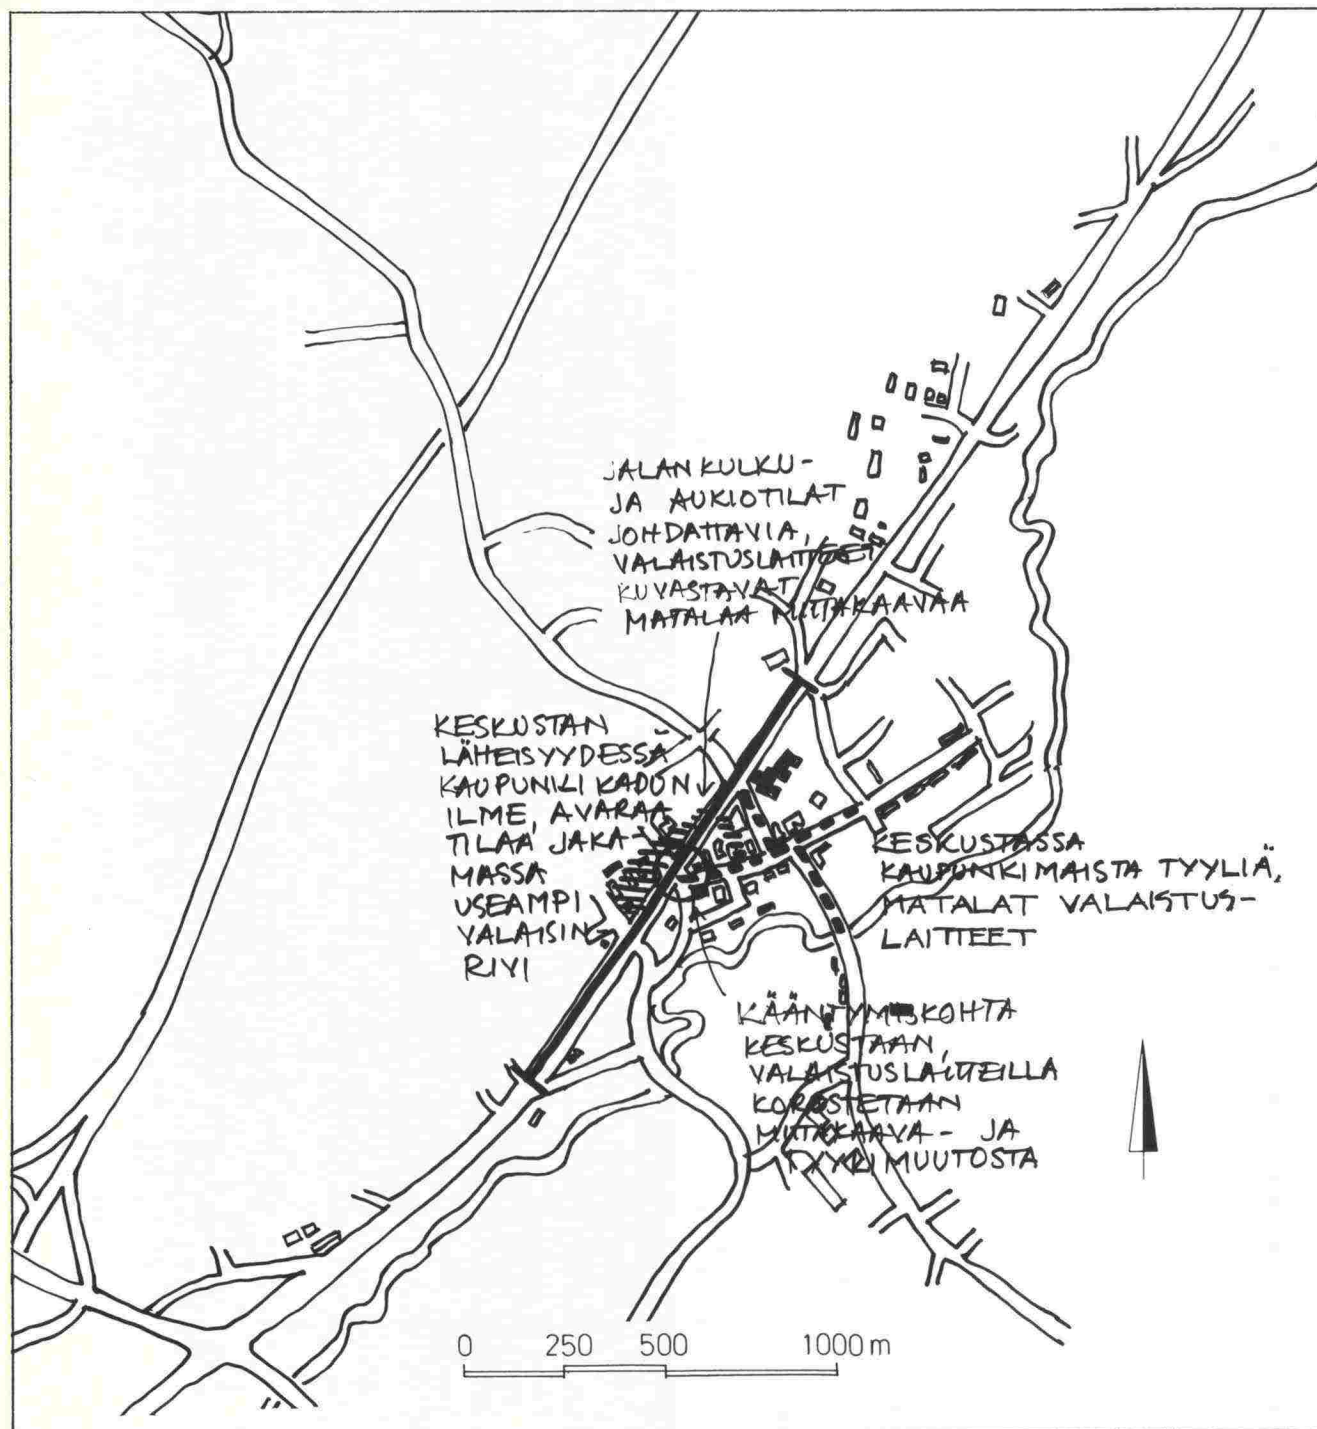 JALANKULKU-
JA AUKIOTILAT
JOHDATTAVIA,
VALAISTUSLAITTEET
KUVASTAVAT
MATALAA MITTAKAAVAA
KESKUSTAN
LÄHEISYYDESSÄ
KAUPUNKIKADUN
ILME, AVARAA
TILAA JAKA-
MASSA
USEAMPI
VALAISIN-
RIVI
KESKUSTASSA
KAUPUNKIMAISTA TYYLIÄ,
MATALAT VALAISTUS-
LAITTEET
KÄÄNTYMISKOHTA
KESKUSTAAN,
VALAISTUSLAITTEILLA
KOROSTETAAN
MITTAKAAVA- JA
TYYLIMUUTOSTA
0 250 500 1000 m